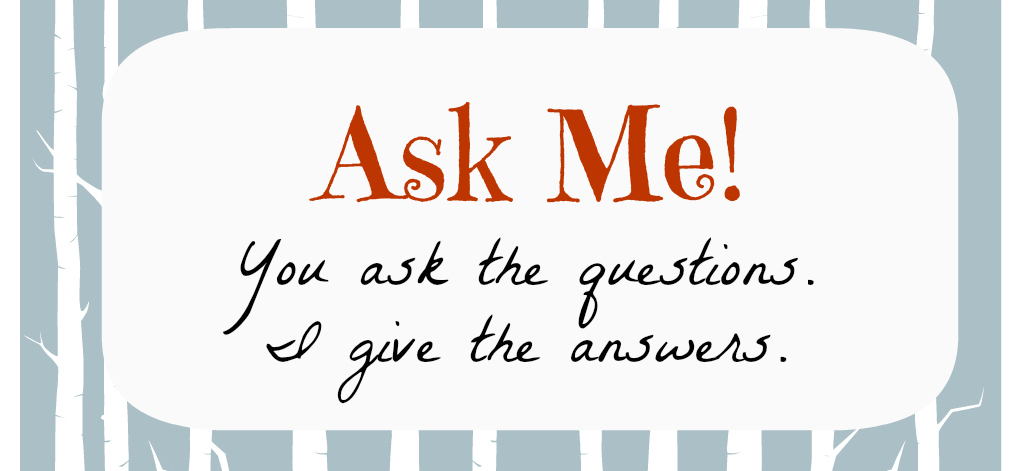 Ask Me!
You ask the questions.
I give the answers.